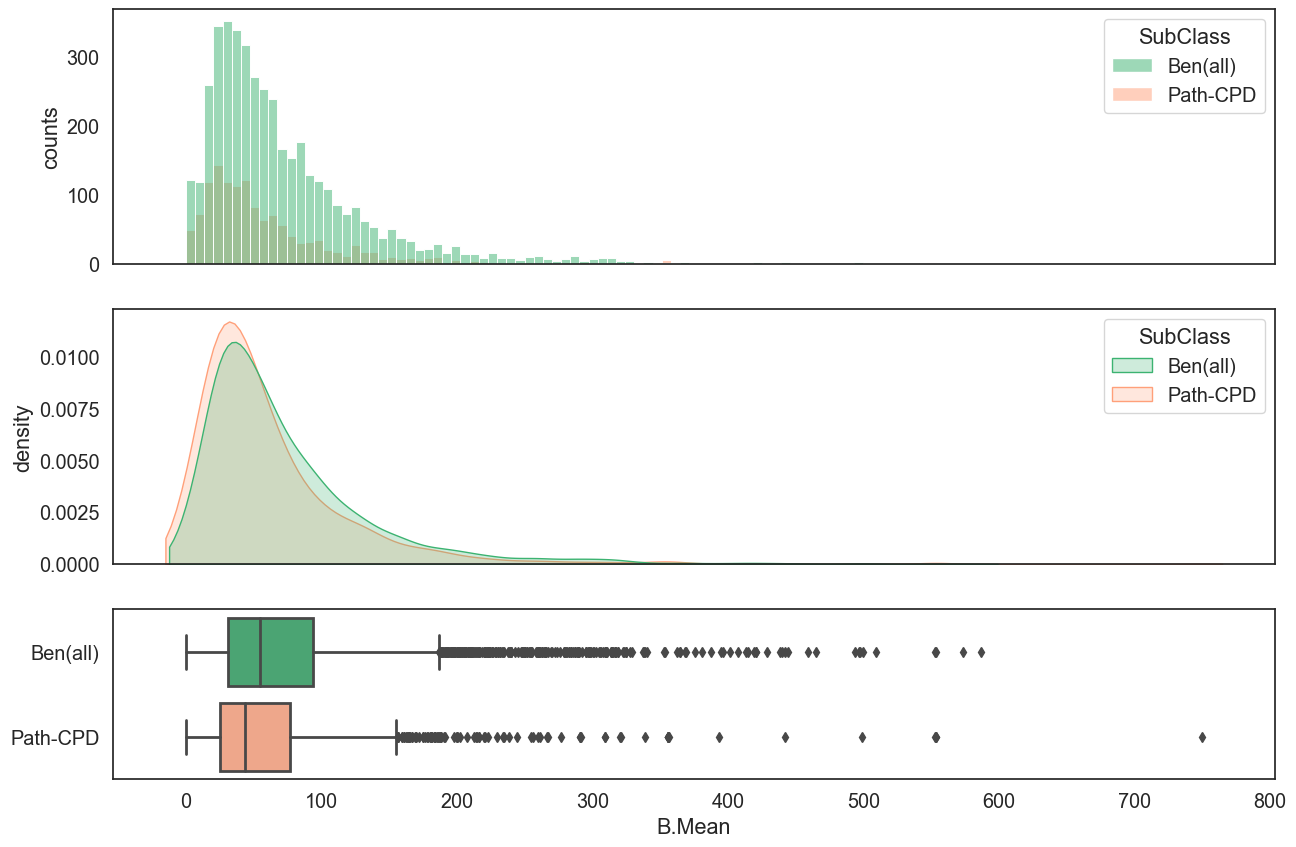 SubClass
Ben(all)
Path-CPD
300
200
100
0
counts
SubClass
Ben(all)
Path-CPD
0.0100
0.0075
0.0050
0.0025
0.0000
density
Ben(all)
Path-CPD
0 100 200 300 400 500 600 700 800
B.Mean